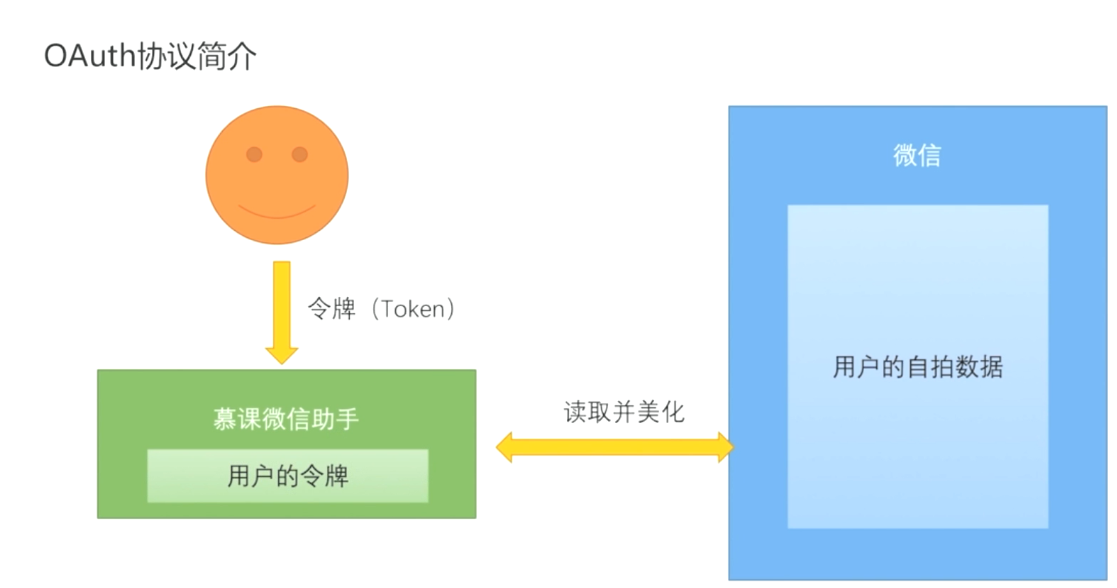 OAuth协议简介
微信
令牌（Token）
用户的自拍数据
读取并美化
慕课微信助手
用户的令牌